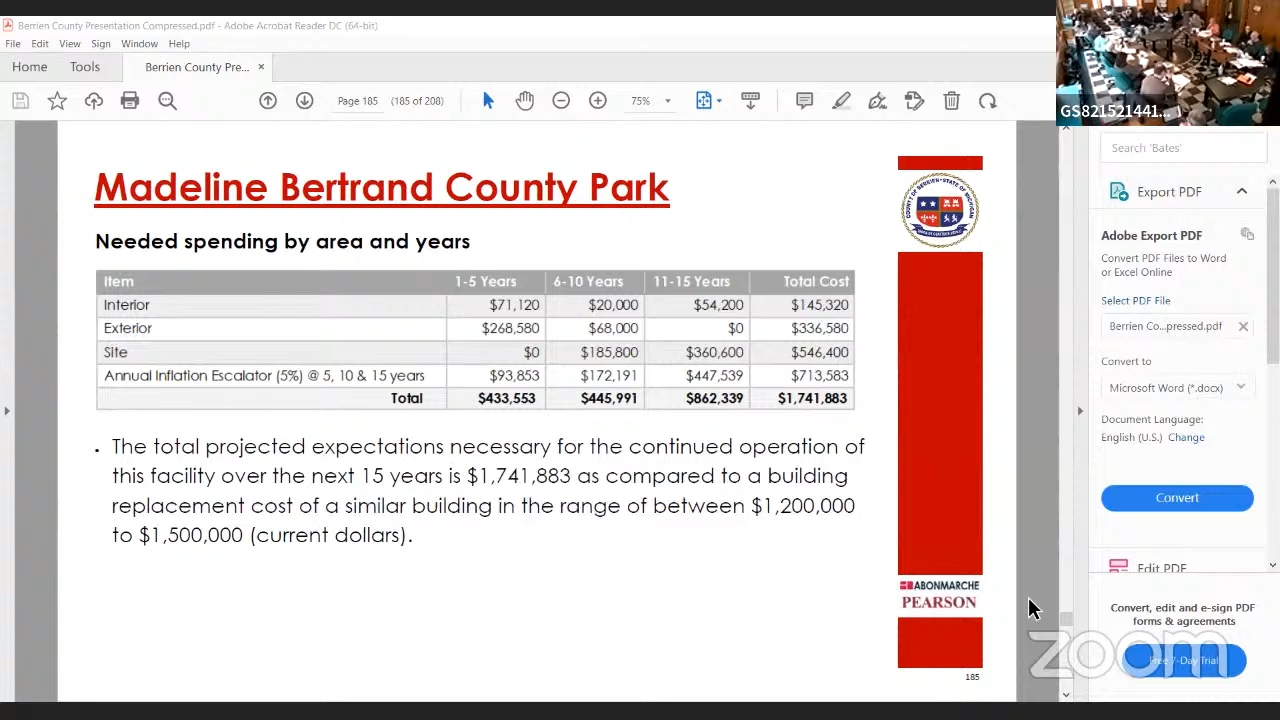 Berrien County Presentation Compressed.pdf - Adobe Acrobat Reader DC (64-bit)
File Edit View Sign Window Help
Home Tools Berrien County Pre... ×
Page 185 (185 of 208) 75%
GS821521441...
Madeline Bertrand County Park
Needed spending by area and years
Item 1-5 Years 6-10 Years 11-15 Years Total Cost
Interior $71,120 $20,000 $54,200 $145,320
Exterior $268,580 $68,000 $0 $336,580
Site $0 $185,800 $360,600 $546,400
Annual Inflation Escalator (5%) @ 5, 10 & 15 years $93,853 $172,191 $447,539 $713,583
Total $433,553 $445,991 $862,339 $1,741,883
. The total projected expectations necessary for the continued operation of
this facility over the next 15 years is $1,741,883 as compared to a building
replacement cost of a similar building in the range of between $1,200,000
to $1,500,000 (current dollars).
COUNTY OF BERRIEN STATE OF MICHIGAN
ABONMARCHE
PEARSON
185
Search 'Bates'
Export PDF
Adobe Export PDF
Convert PDF Files to Word
or Excel Online
Select PDF File
Berrien Co...pressed.pdf
Convert to
Microsoft Word (*.docx)
Document Language:
English (U.S.) Change
Convert
Edit PDF
Convert, edit and e-sign PDF
forms & agreements
Free 7-Day Trial
zoom